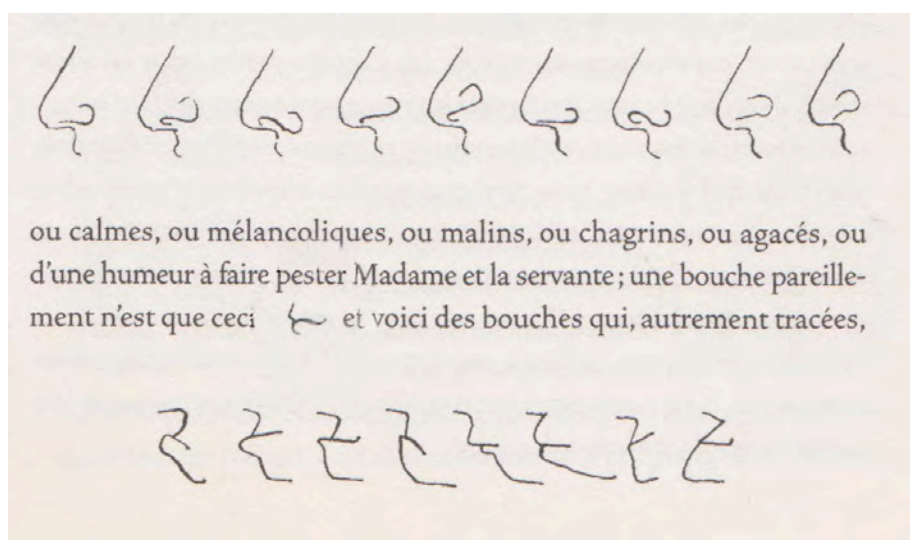 ou calmes, ou mélancoliques, ou malins, ou chagrins, ou agacés, ou
d'une humeur à faire pester Madame et la servante ; une bouche pareille-
ment n'est que ceci et voici des bouches qui, autrement tracées,